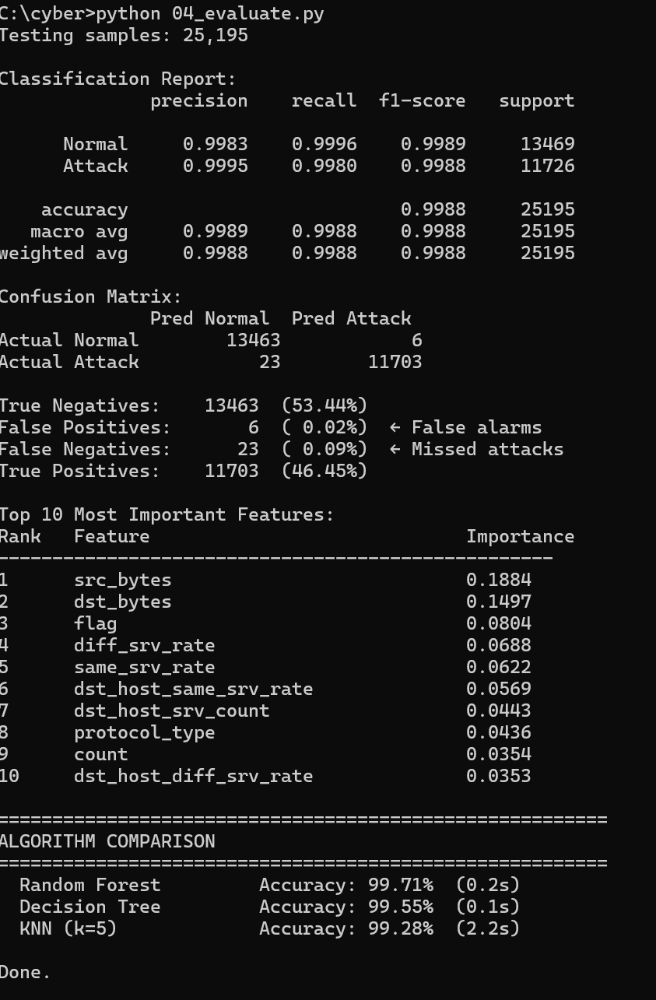 C:\cyber>python 04_evaluate.py
Testing samples: 25,195
Classification Report:
precision recall f1-score support
Normal 0.9983 0.9996 0.9989 13469
Attack 0.9995 0.9980 0.9988 11726
accuracy 0.9988 25195
macro avg 0.9989 0.9988 0.9988 25195
weighted avg 0.9988 0.9988 0.9988 25195
Confusion Matrix:
Pred Normal Pred Attack
Actual Normal 13463 6
Actual Attack 23 11703
True Negatives: 13463 (53.44%)
False Positives: 6 ( 0.02%) ← False alarms
False Negatives: 23 ( 0.09%) ← Missed attacks
True Positives: 11703 (46.45%)
Top 10 Most Important Features:
Rank Feature Importance
-----------------------------------------------------
1 src_bytes 0.1884
2 dst_bytes 0.1497
3 flag 0.0804
4 diff_srv_rate 0.0688
5 same_srv_rate 0.0622
6 dst_host_same_srv_rate 0.0569
7 dst_host_srv_count 0.0443
8 protocol_type 0.0436
9 count 0.0354
10 dst_host_diff_srv_rate 0.0353
========================================================
ALGORITHM COMPARISON
========================================================
Random Forest Accuracy: 99.71% (0.2s)
Decision Tree Accuracy: 99.55% (0.1s)
KNN (k=5) Accuracy: 99.28% (2.2s)
Done.